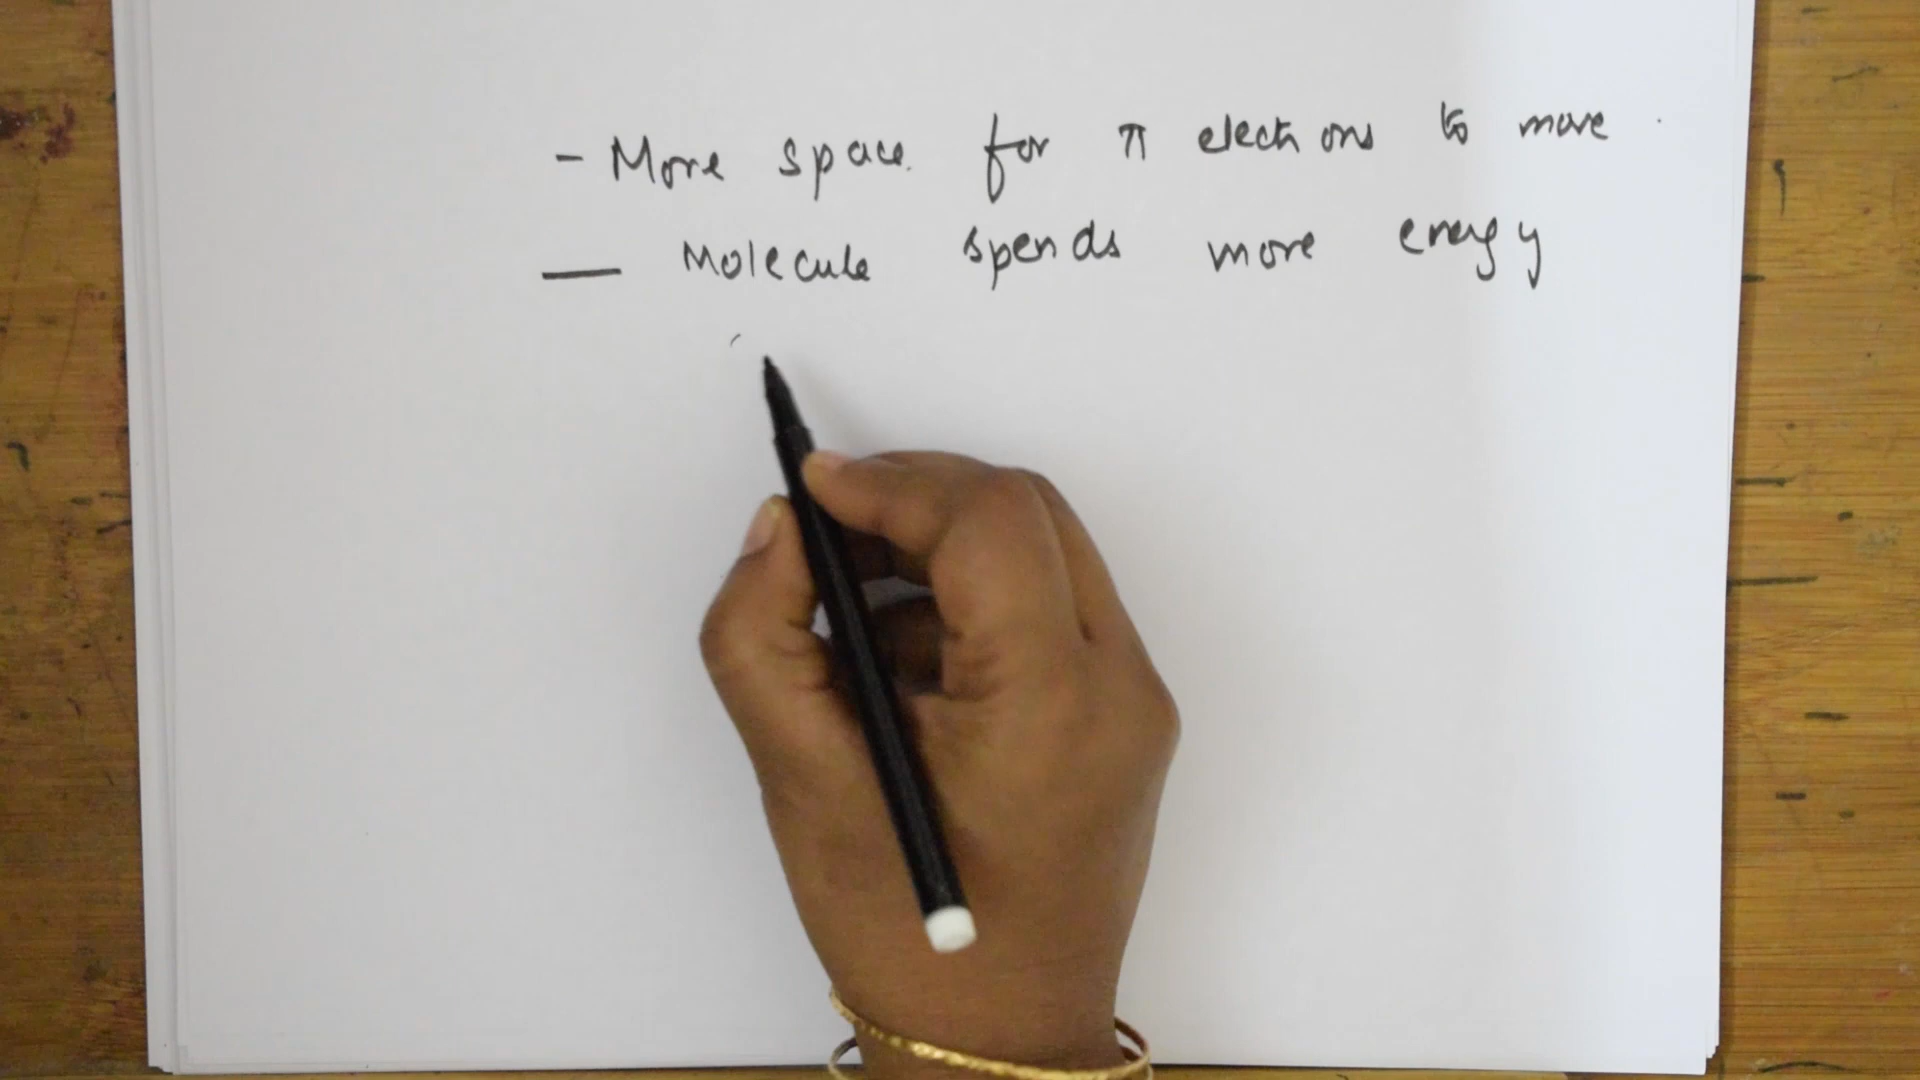 - More space for π electrons to move.
— Molecule spends more energy